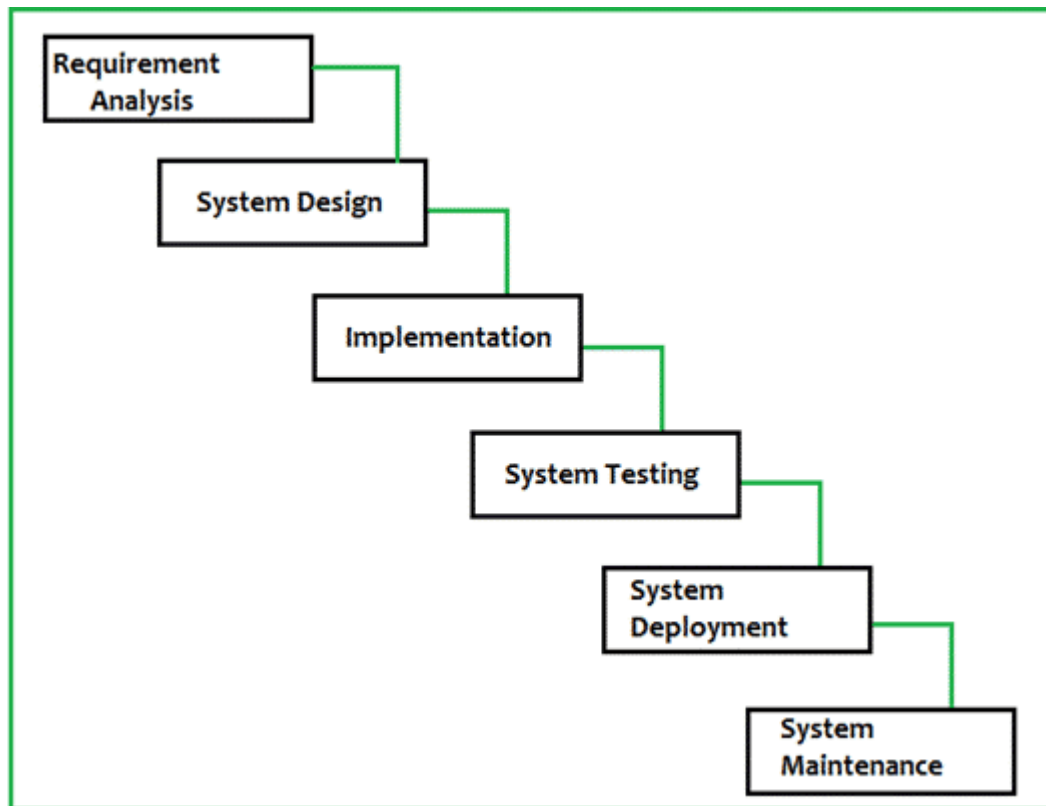 Requirement
Analysis
System Design
Implementation
System Testing
System
Deployment
System
Maintenance